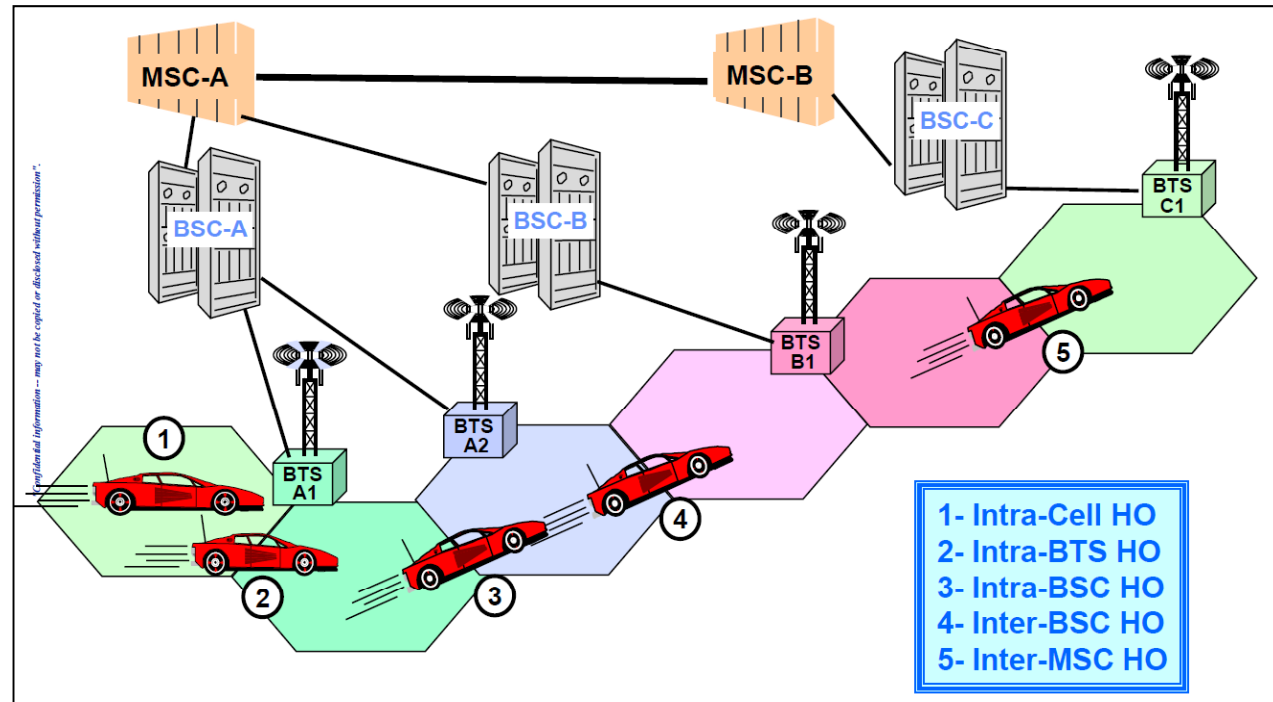 MSC-A
MSC-B
BSC-C
BTS
C1
BSC-A
BSC-B
"Confidential information -- may not be copied or disclosed without permission".
BTS
B1
BTS
A2
1
BTS
A1
5
4
2
3
1- Intra-Cell HO
2- Intra-BTS HO
3- Intra-BSC HO
4- Inter-BSC HO
5- Inter-MSC HO